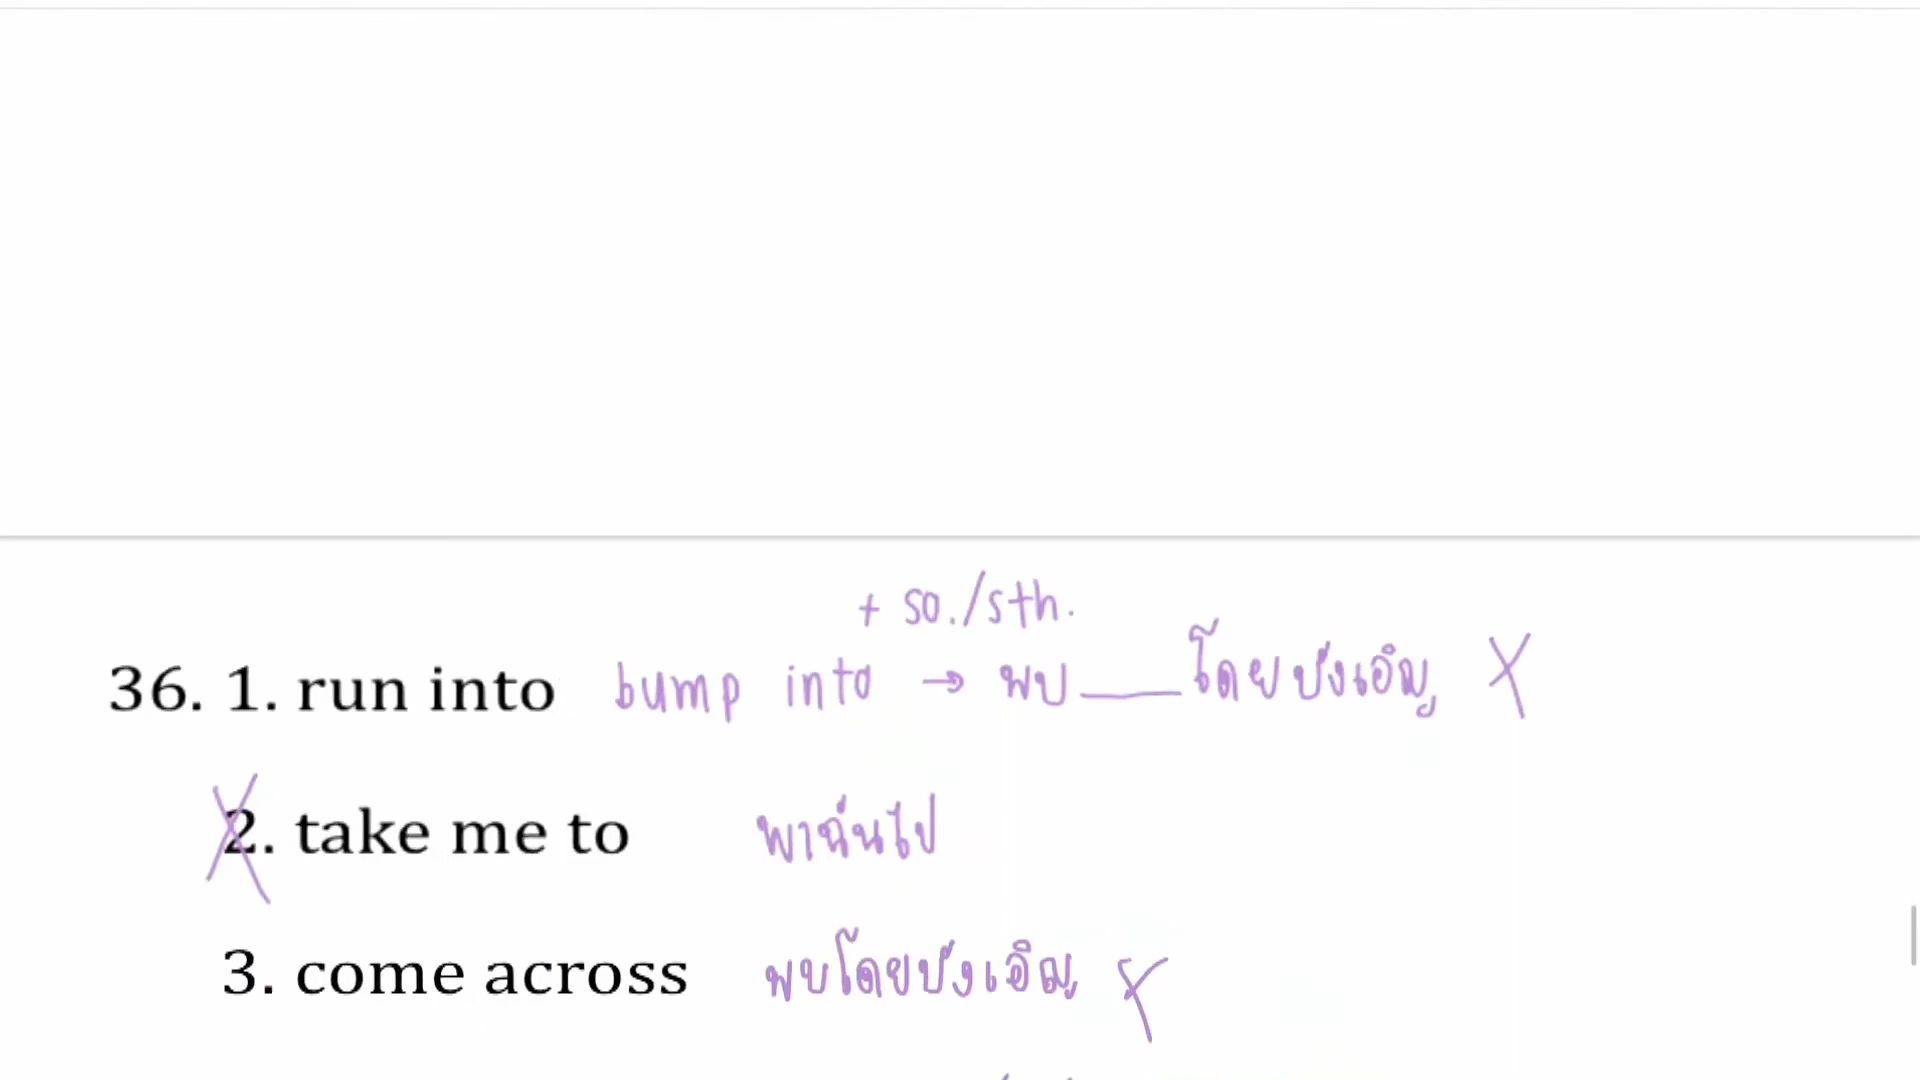 + so./sth.
36. 1. run into bump into → พบ____โดยบังเอิญ X
2. take me to พาฉันไป
3. come across พบโดยบังเอิญ X